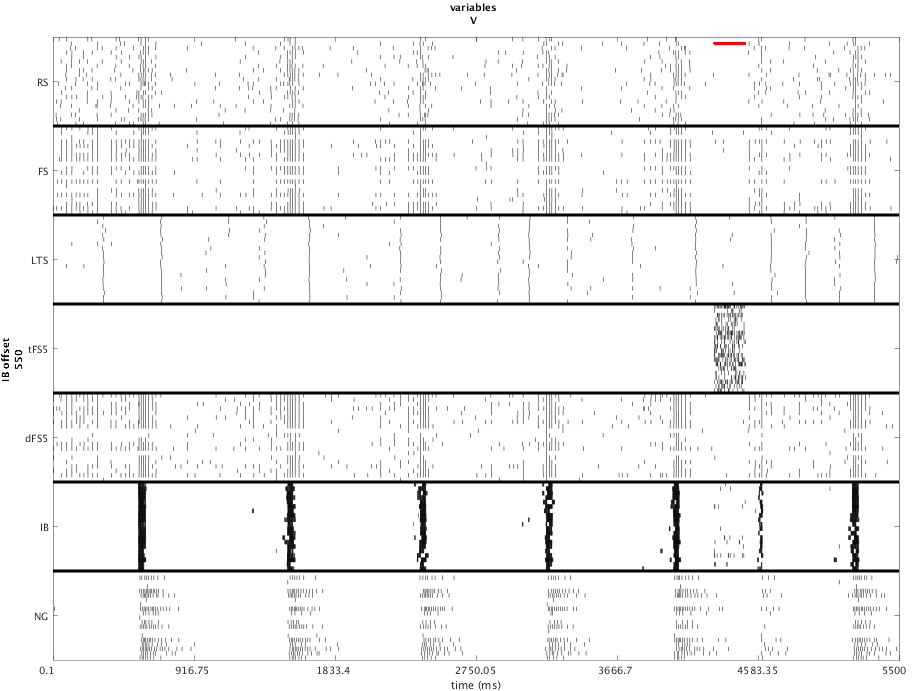 variables
V
RS
FS
LTS
tFS5
dFS5
IB
NG
IB offset
550
0.1
916.75
1833.4
2750.05
3666.7
4583.35
5500
time (ms)